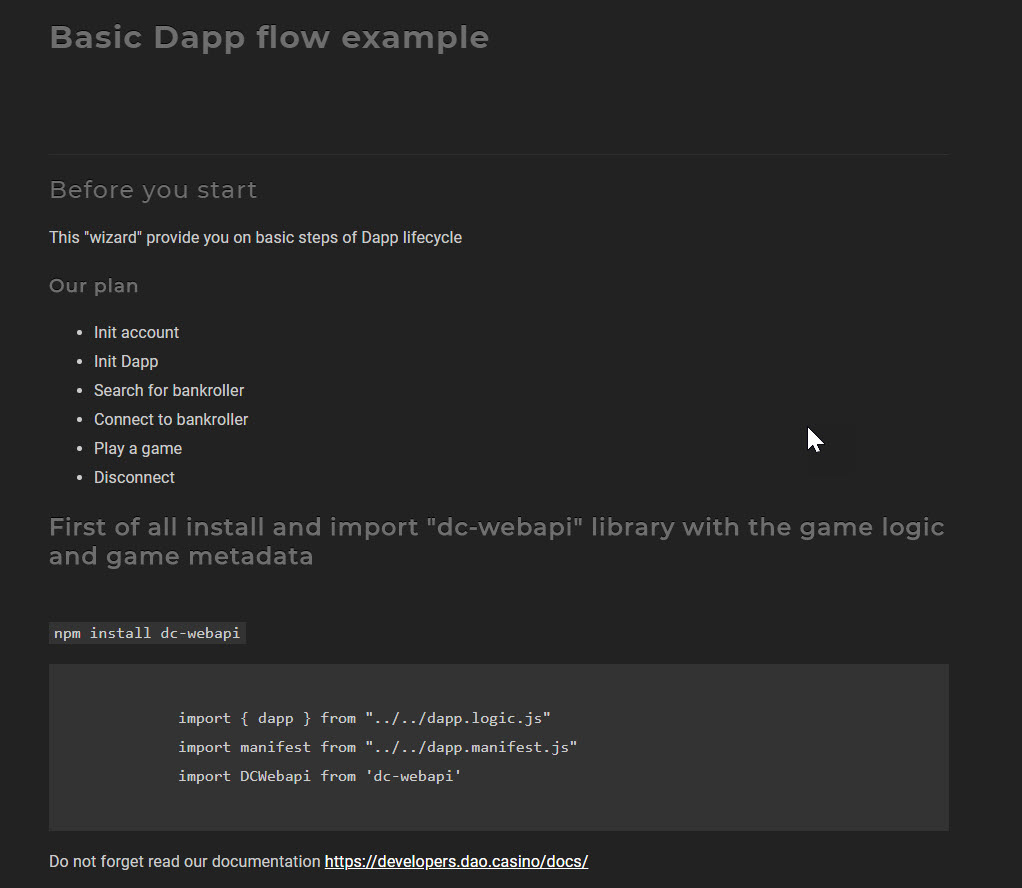 Basic Dapp flow example
Before you start
This "wizard" provide you on basic steps of Dapp lifecycle
Our plan
Init account
Init Dapp
Search for bankroller
Connect to bankroller
Play a game
Disconnect
First of all install and import "dc-webapi" library with the game logic
and game metadata
npm install dc-webapi
import { dapp } from "../../dapp.logic.js"
import manifest from "../../dapp.manifest.js"
import DCWebapi from 'dc-webapi'
Do not forget read our documentation https://developers.dao.casino/docs/